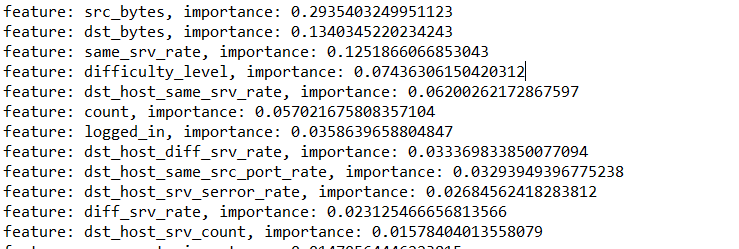 feature: src_bytes, importance: 0.2935403249951123
feature: dst_bytes, importance: 0.1340345220234243
feature: same_srv_rate, importance: 0.1251866066853043
feature: difficulty_level, importance: 0.07436306150420312
feature: dst_host_same_srv_rate, importance: 0.06200262172867597
feature: count, importance: 0.057021675808357104
feature: logged_in, importance: 0.0358639658804847
feature: dst_host_diff_srv_rate, importance: 0.033369833850077094
feature: dst_host_same_src_port_rate, importance: 0.03293949396775238
feature: dst_host_srv_serror_rate, importance: 0.02684562418283812
feature: diff_srv_rate, importance: 0.023125466656813566
feature: dst_host_srv_count, importance: 0.01578404013558079